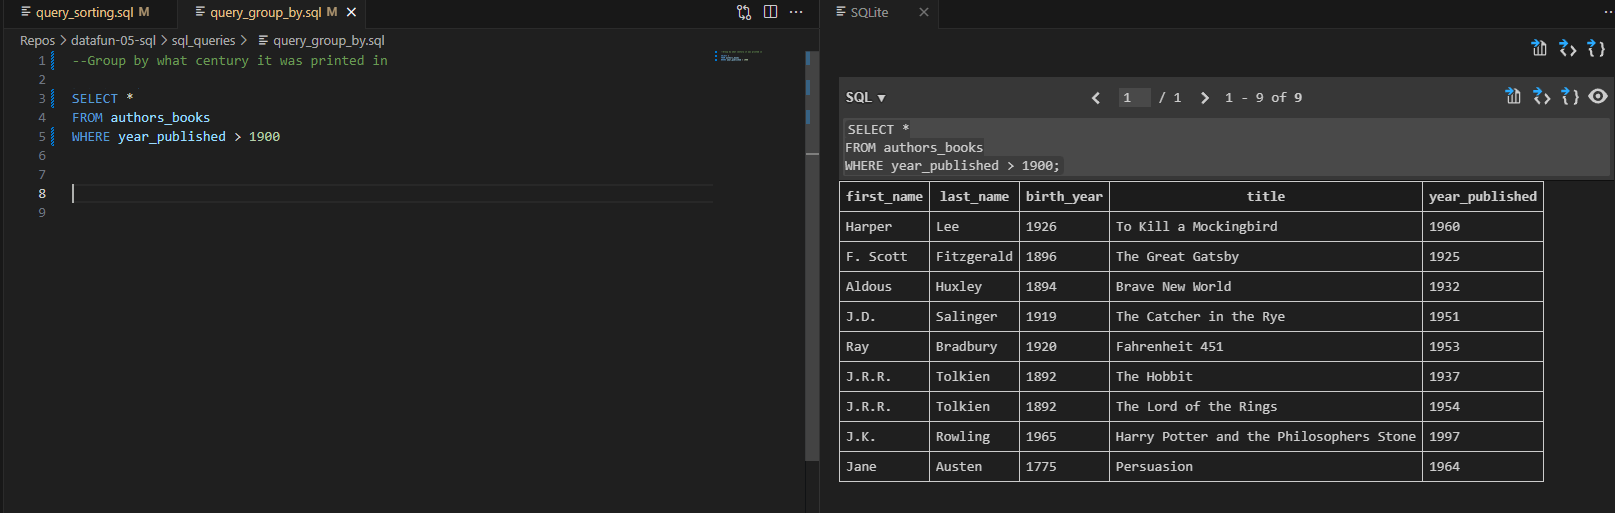 query_sorting.sql M
query_group_by.sql M
SQLite
Repos > datafun-05-sql > sql_queries > query_group_by.sql
1 --Group by what century it was printed in
2
3 SELECT *
4 FROM authors_books
5 WHERE year_published > 1900
6
7
8
9
SQL 1 / 1 1 - 9 of 9
SELECT *
FROM authors_books
WHERE year_published > 1900;
first_name last_name birth_year title year_published
Harper Lee 1926 To Kill a Mockingbird 1960
F. Scott Fitzgerald 1896 The Great Gatsby 1925
Aldous Huxley 1894 Brave New World 1932
J.D. Salinger 1919 The Catcher in the Rye 1951
Ray Bradbury 1920 Fahrenheit 451 1953
J.R.R. Tolkien 1892 The Hobbit 1937
J.R.R. Tolkien 1892 The Lord of the Rings 1954
J.K. Rowling 1965 Harry Potter and the Philosophers Stone 1997
Jane Austen 1775 Persuasion 1964